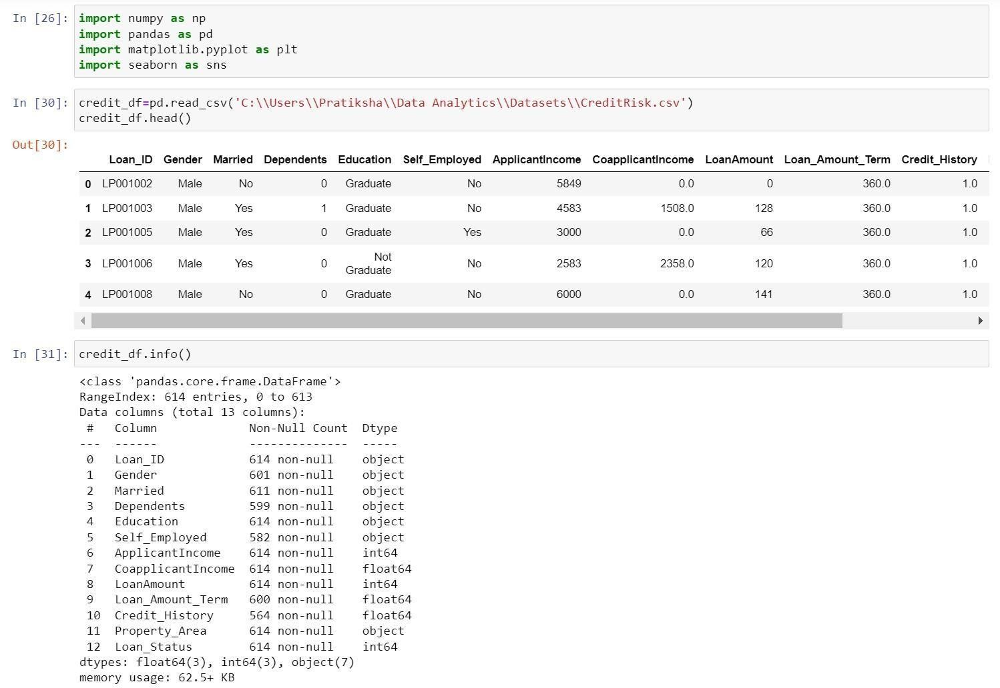 In [26]: import numpy as np
import pandas as pd
import matplotlib.pyplot as plt
import seaborn as sns
In [30]: credit_df=pd.read_csv('C:\\Users\\Pratiksha\\Data Analytics\\Datasets\\CreditRisk.csv')
credit_df.head()
Out[30]:
Loan_ID Gender Married Dependents Education Self_Employed ApplicantIncome CoapplicantIncome LoanAmount Loan_Amount_Term Credit_History
0 LP001002 Male No 0 Graduate No 5849 0.0 0 360.0 1.0
1 LP001003 Male Yes 1 Graduate No 4583 1508.0 128 360.0 1.0
2 LP001005 Male Yes 0 Graduate Yes 3000 0.0 66 360.0 1.0
3 LP001006 Male Yes 0 Not Graduate No 2583 2358.0 120 360.0 1.0
4 LP001008 Male No 0 Graduate No 6000 0.0 141 360.0 1.0
In [31]: credit_df.info()
<class 'pandas.core.frame.DataFrame'>
RangeIndex: 614 entries, 0 to 613
Data columns (total 13 columns):
# Column Non-Null Count Dtype
--- ------ -------------- -----
0 Loan_ID 614 non-null object
1 Gender 601 non-null object
2 Married 611 non-null object
3 Dependents 599 non-null object
4 Education 614 non-null object
5 Self_Employed 582 non-null object
6 ApplicantIncome 614 non-null int64
7 CoapplicantIncome 614 non-null float64
8 LoanAmount 614 non-null int64
9 Loan_Amount_Term 600 non-null float64
10 Credit_History 564 non-null float64
11 Property_Area 614 non-null object
12 Loan_Status 614 non-null int64
dtypes: float64(3), int64(3), object(7)
memory usage: 62.5+ KB